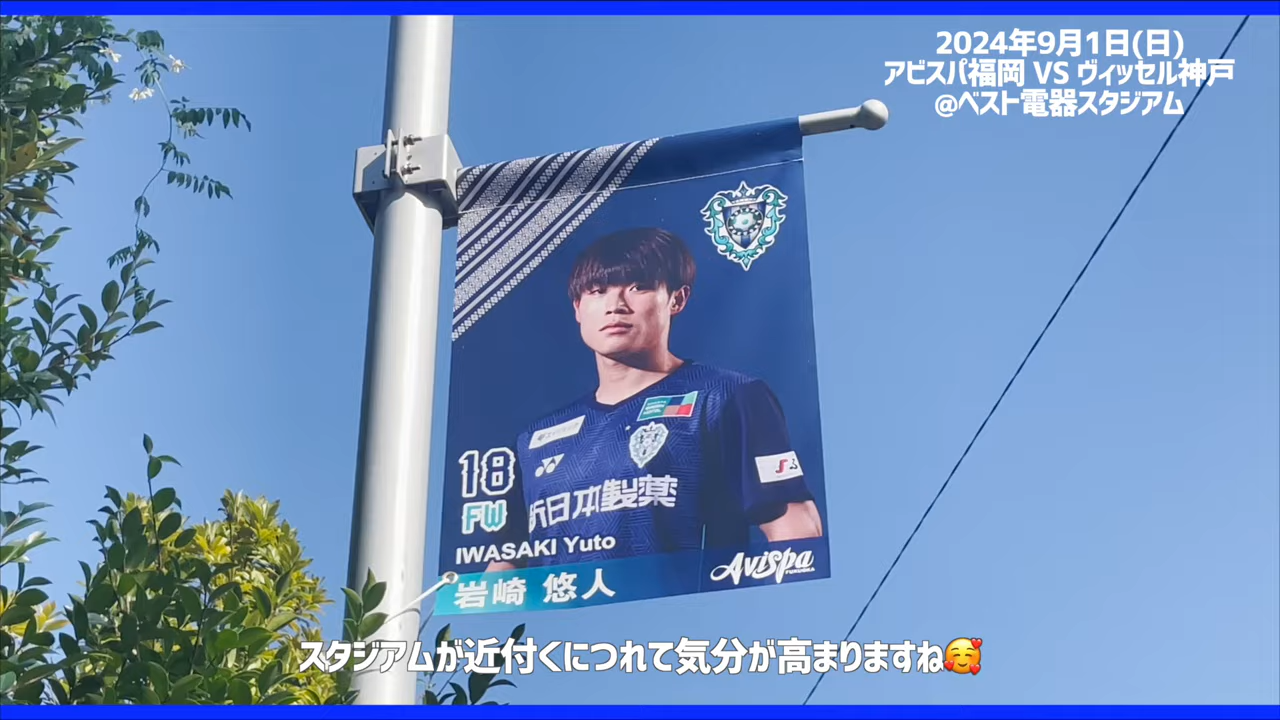 2024年9月1日(日)
アビスパ福岡 VS ヴィッセル神戸
@ベスト電器スタジアム
18
FW
新日本製薬
IWASAKI Yuto
岩崎 悠人
Avispa
FUKUOKA
スタジアムが近付くにつれて気分が高まりますね🥰